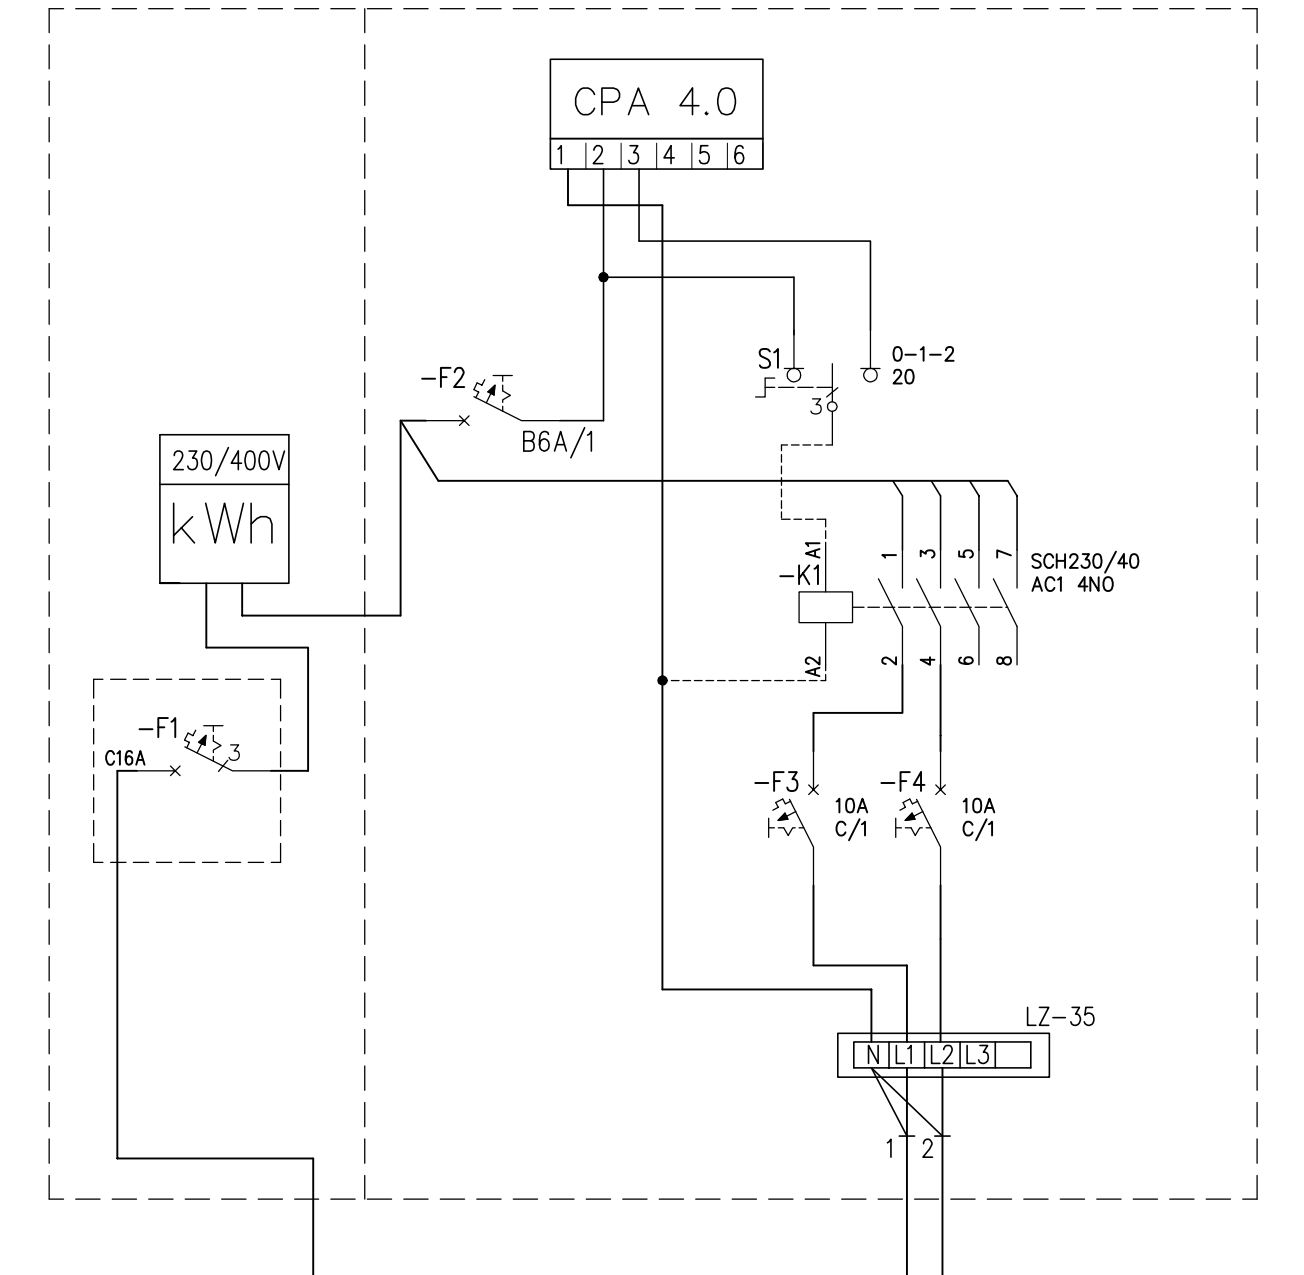 CPA 4.0
1 2 3 4 5 6
S1
0-1-2
20
3
-F2
B6A/1
230/400V
kWh
A1
1 3 5 7
-K1
SCH230/40
AC1 4NO
A2
2 4 6 8
-F1
3
C16A
-F3
10A
C/1
-F4
10A
C/1
LZ-35
N L1 L2 L3
1 2